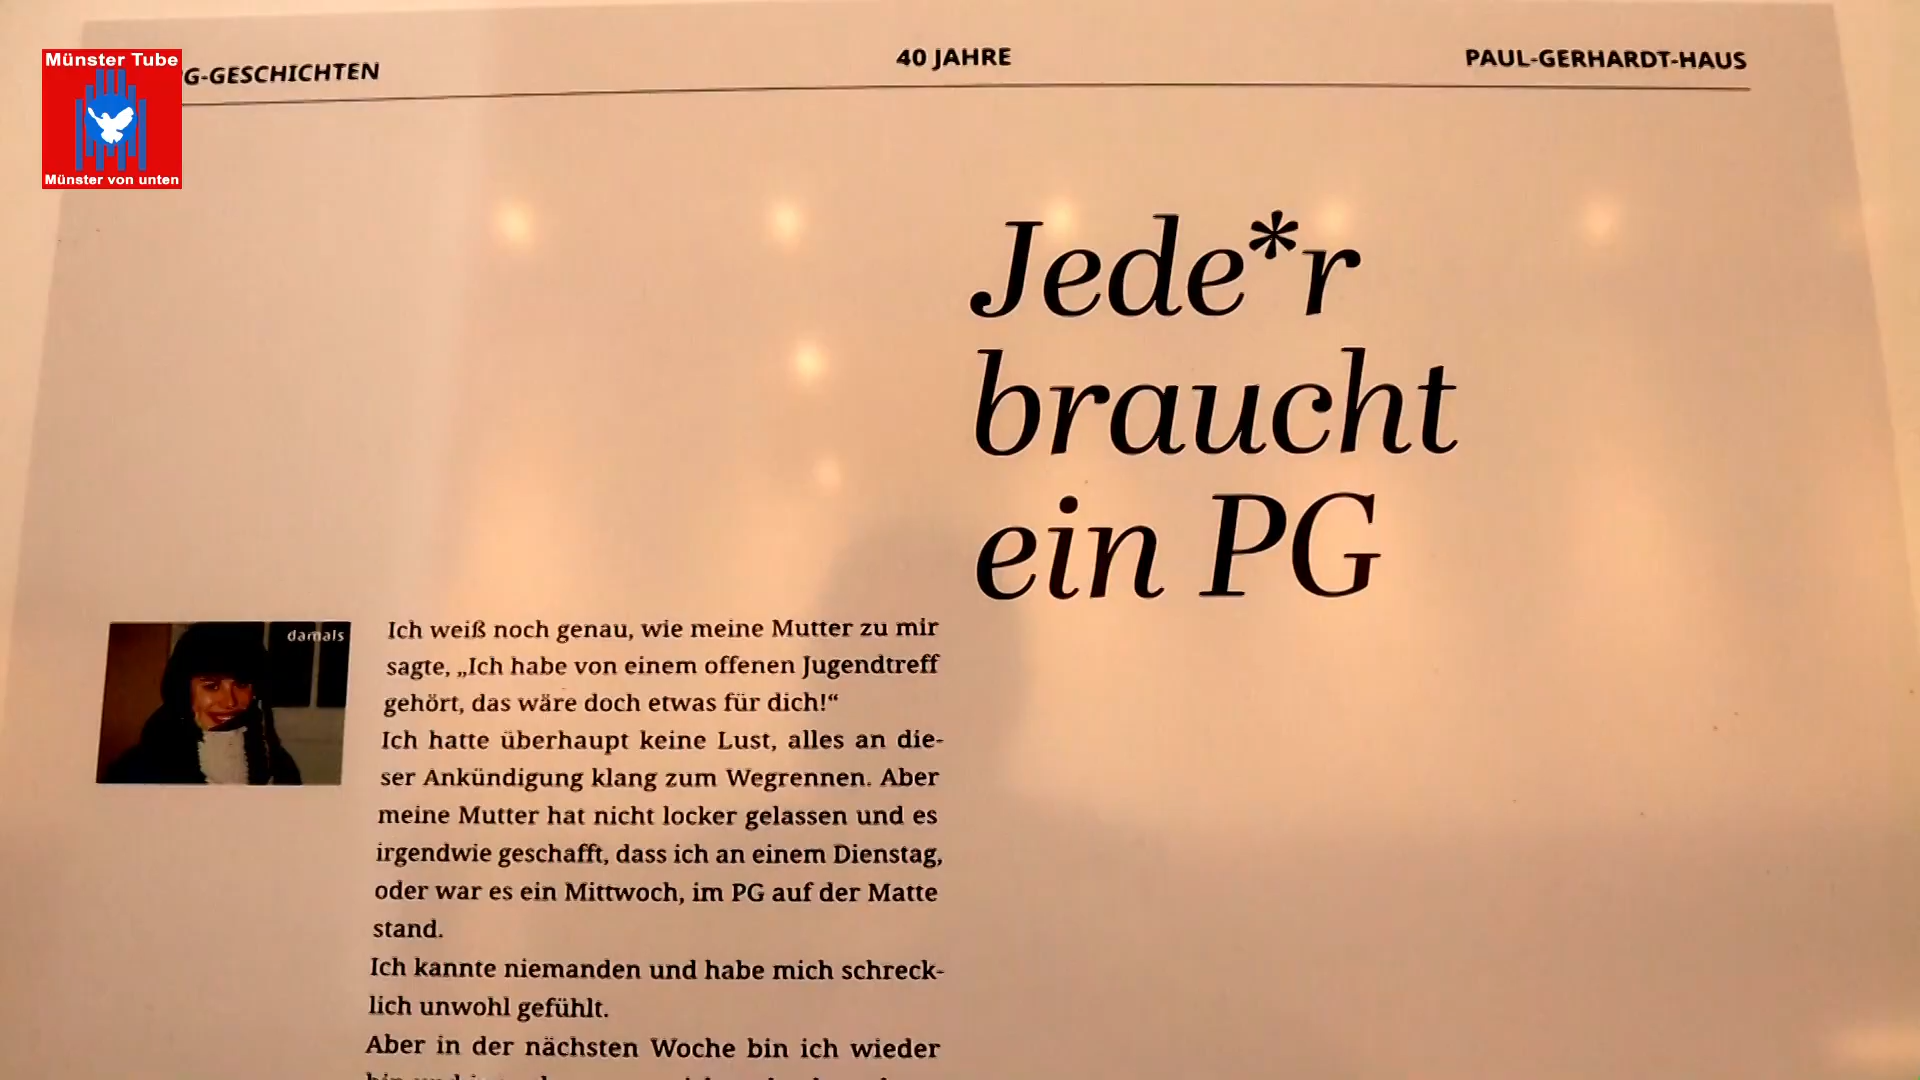 Münster Tube
Münster von unten
G-GESCHICHTEN
40 JAHRE
PAUL-GERHARDT-HAUS
Jede*r
braucht
ein PG
damals
Ich weiß noch genau, wie meine Mutter zu mir
sagte, „Ich habe von einem offenen Jugendtreff
gehört, das wäre doch etwas für dich!“
Ich hatte überhaupt keine Lust, alles an die-
ser Ankündigung klang zum Wegrennen. Aber
meine Mutter hat nicht locker gelassen und es
irgendwie geschafft, dass ich an einem Dienstag,
oder war es ein Mittwoch, im PG auf der Matte
stand.
Ich kannte niemanden und habe mich schreck-
lich unwohl gefühlt.
Aber in der nächsten Woche bin ich wieder